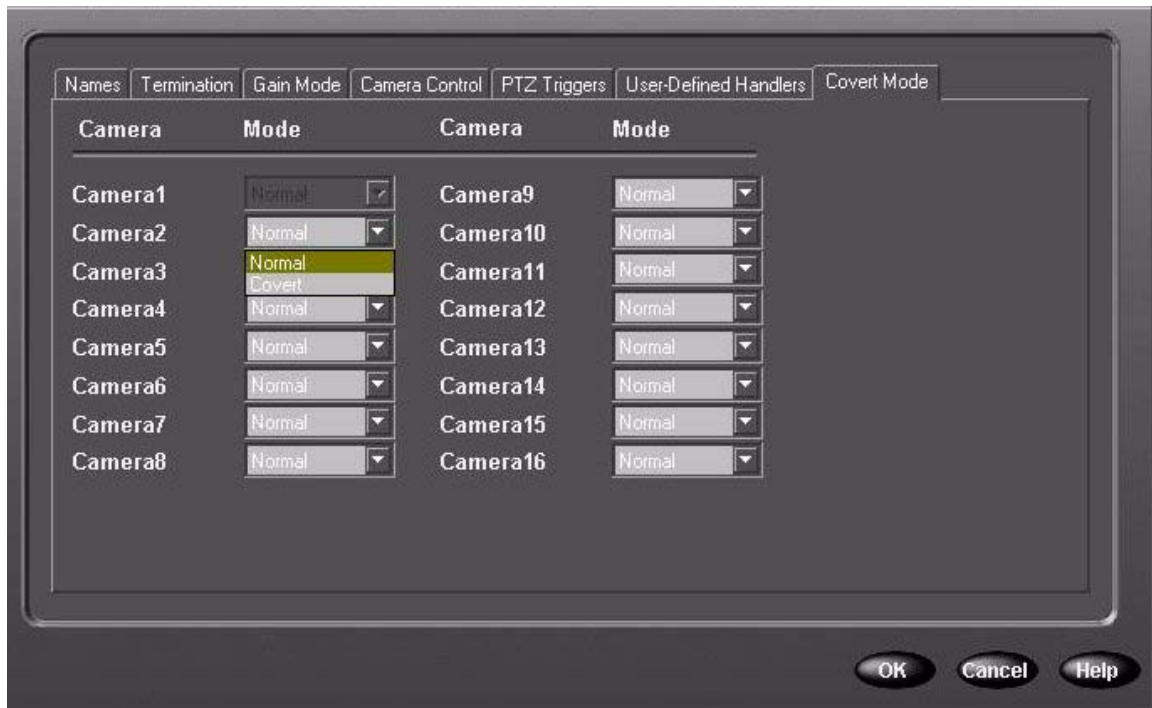 Names Termination Gain Mode Camera Control PTZ Triggers User-Defined Handlers Covert Mode
Camera Mode Camera Mode
Camera1 Normal Camera9 Normal
Camera2 Normal Camera10 Normal
Camera3 Normal Camera11 Normal
Covert
Camera4 Normal Camera12 Normal
Camera5 Normal Camera13 Normal
Camera6 Normal Camera14 Normal
Camera7 Normal Camera15 Normal
Camera8 Normal Camera16 Normal
OK Cancel Help